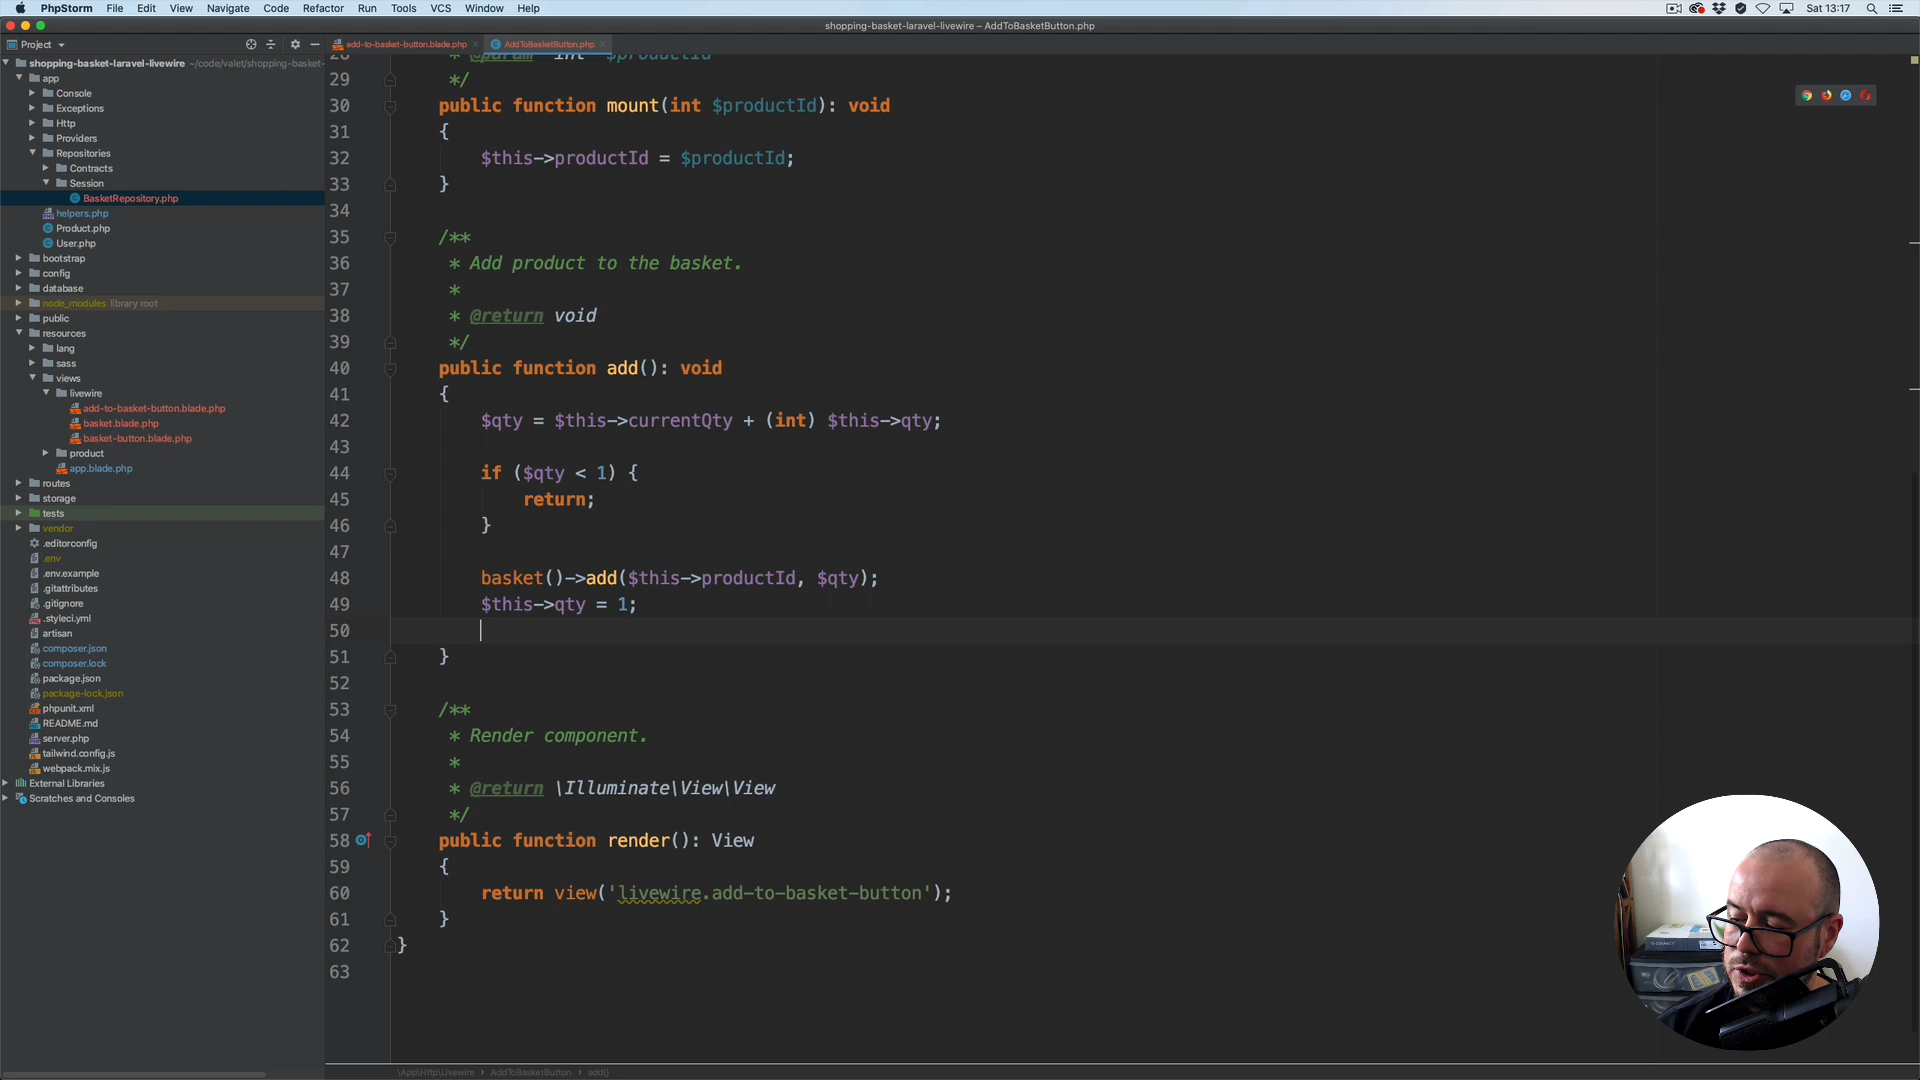 PhpStorm File Edit View Navigate Code Refactor Run Tools VCS Window Help Sat 13:17
shopping-basket-laravel-livewire – AddToBasketButton.php
Project add-to-basket-button.blade.php AddToBasketButton.php
shopping-basket-laravel-livewire ~/code/valet/shopping-basket-
app
Console
Exceptions
Http
Providers
Repositories
Contracts
Session
BasketRepository.php
helpers.php
Product.php
User.php
bootstrap
config
database
node_modules library root
public
resources
lang
sass
views
livewire
add-to-basket-button.blade.php
basket.blade.php
basket-button.blade.php
product
app.blade.php
routes
storage
tests
vendor
.editorconfig
.env
.env.example
.gitattributes
.gitignore
.styleci.yml
artisan
composer.json
composer.lock
package.json
package-lock.json
phpunit.xml
README.md
server.php
tailwind.config.js
webpack.mix.js
External Libraries
Scratches and Consoles
28 * @param int $productId
29 */
30 public function mount(int $productId): void
31 {
32 $this->productId = $productId;
33 }
34
35 /**
36 * Add product to the basket.
37 *
38 * @return void
39 */
40 public function add(): void
41 {
42 $qty = $this->currentQty + (int) $this->qty;
43
44 if ($qty < 1) {
45 return;
46 }
47
48 basket()->add($this->productId, $qty);
49 $this->qty = 1;
50
51 }
52
53 /**
54 * Render component.
55 *
56 * @return \Illuminate\View\View
57 */
58 public function render(): View
59 {
60 return view('livewire.add-to-basket-button');
61 }
62 }
63
\App\Http\Livewire › AddToBasketButton › add()